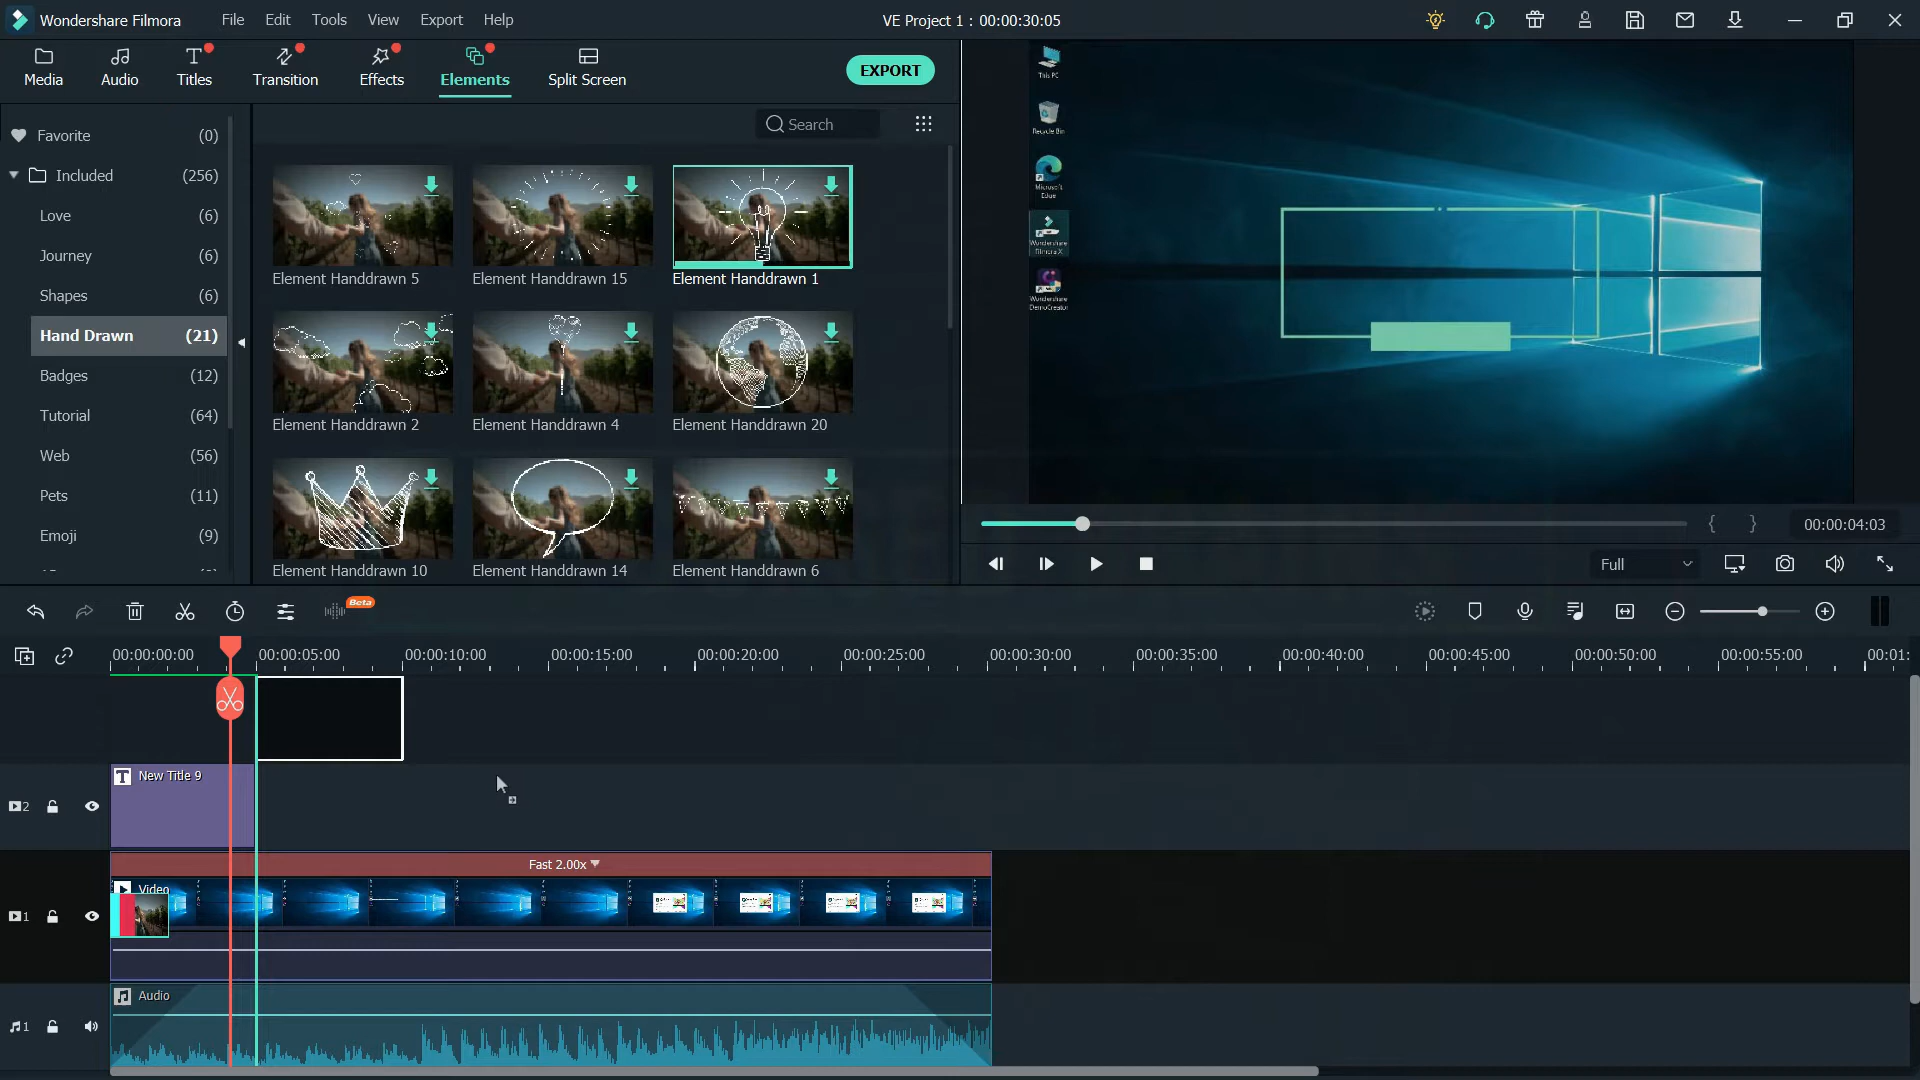 Wondershare Filmora
File
Edit
Tools
View
Export
Help
VE Project 1 : 00:00:30:05
Media
Audio
Titles
Transition
Effects
Elements
Split Screen
EXPORT
Search
Favorite (0)
Included (256)
Love (6)
Journey (6)
Shapes (6)
Hand Drawn (21)
Badges (12)
Tutorial (64)
Web (56)
Pets (11)
Emoji (9)
Element Handdrawn 5
Element Handdrawn 15
Element Handdrawn 1
Element Handdrawn 2
Element Handdrawn 4
Element Handdrawn 20
Element Handdrawn 10
Element Handdrawn 14
Element Handdrawn 6
This PC
Recycle Bin
Microsoft
Edge
Wondershare
Filmora X
Wondershare
DemoCreator
{ }
00:00:04:03
Full
Beta
00:00:00:00
00:00:05:00
00:00:10:00
00:00:15:00
00:00:20:00
00:00:25:00
00:00:30:00
00:00:35:00
00:00:40:00
00:00:45:00
00:00:50:00
00:00:55:00
00:01:
2
T New Title 9
Fast 2.00x
1
Video
1
Audio